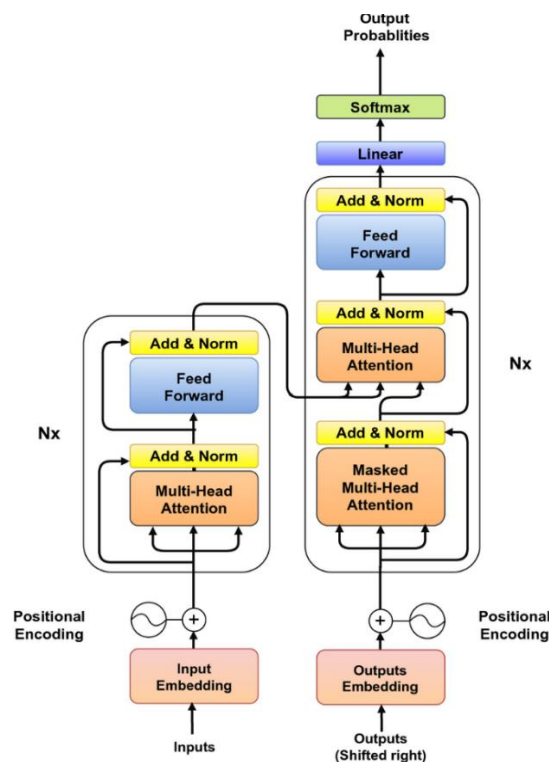 Output
Probablities
Softmax
Linear
Add & Norm
Feed
Forward
Add & Norm
Multi-Head
Attention
Nx
Add & Norm
Masked
Multi-Head
Attention
Add & Norm
Feed
Forward
Nx
Add & Norm
Multi-Head
Attention
Positional
Encoding
Positional
Encoding
Input
Embedding
Outputs
Embedding
Inputs
Outputs
(Shifted right)